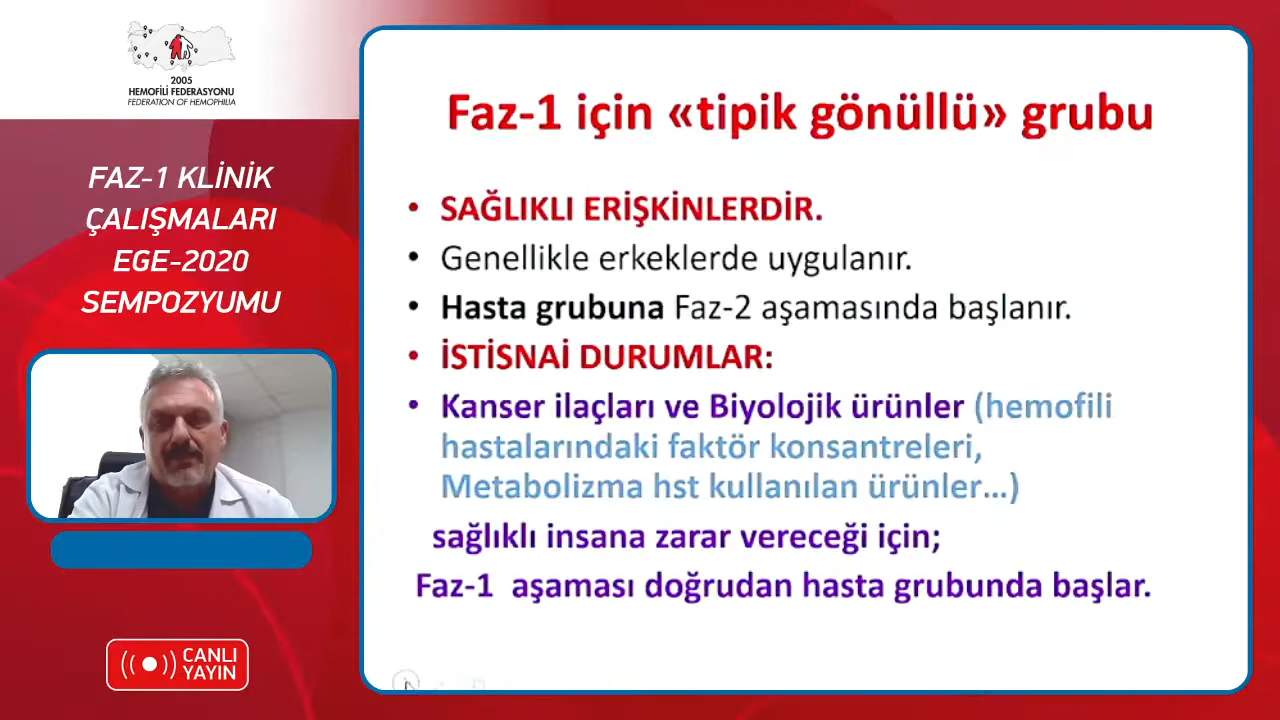 2005
HEMOFİLİ FEDERASYONU
FEDERATION OF HEMOPHILIA
FAZ-1 KLİNİK
ÇALIŞMALARI
EGE-2020
SEMPOZYUMU
CANLI
YAYIN
Faz-1 için «tipik gönüllü» grubu
• SAĞLIKLI ERİŞKİNLERDİR.
• Genellikle erkeklerde uygulanır.
• Hasta grubuna Faz-2 aşamasında başlanır.
• İSTİSNAİ DURUMLAR:
• Kanser ilaçları ve Biyolojik ürünler (hemofili
hastalarındaki faktör konsantreleri,
Metabolizma hst kullanılan ürünler...)
sağlıklı insana zarar vereceği için;
Faz-1 aşaması doğrudan hasta grubunda başlar.